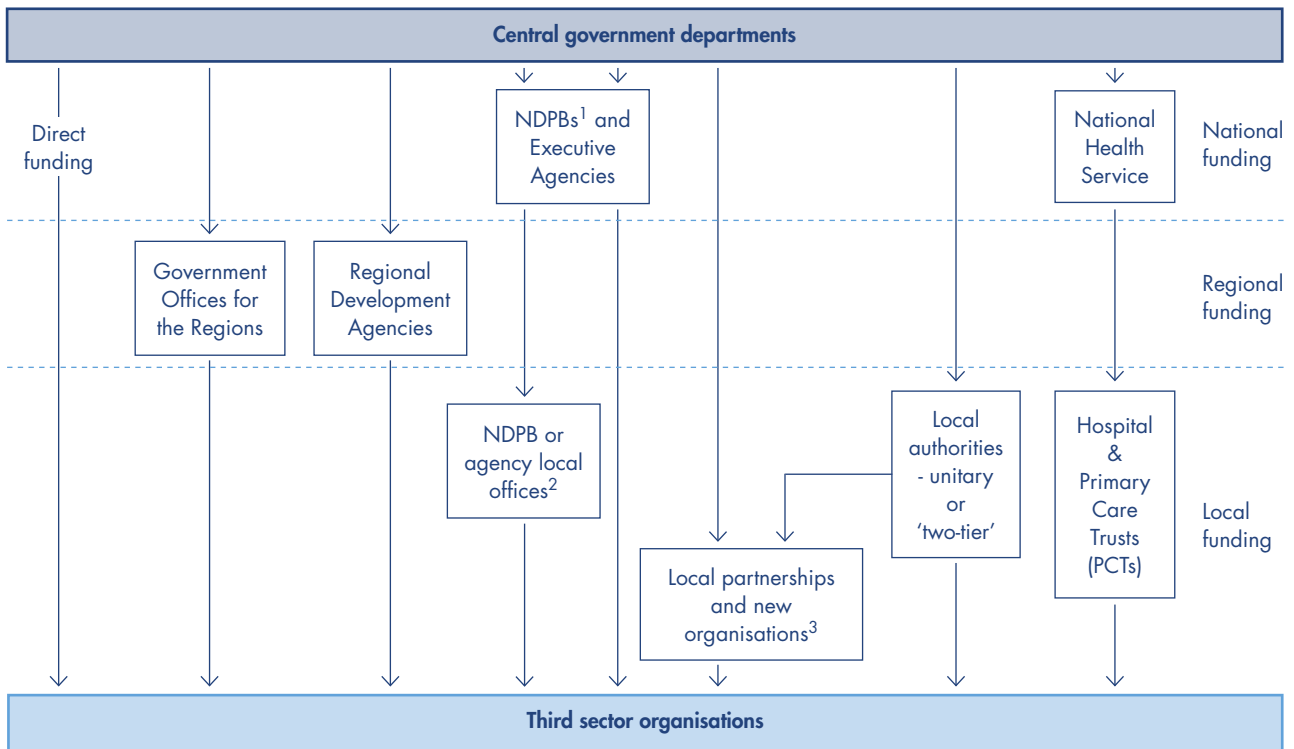 Central government departments
Direct
funding
NDPBs¹ and
Executive
Agencies
National
Health
Service
National
funding
Government
Offices for
the Regions
Regional
Development
Agencies
Regional
funding
NDPB or
agency local
offices²
Local
authorities
- unitary
or
‘two-tier’
Hospital
&
Primary
Care
Trusts
(PCTs)
Local
funding
Local partnerships
and new
organisations³
Third sector organisations